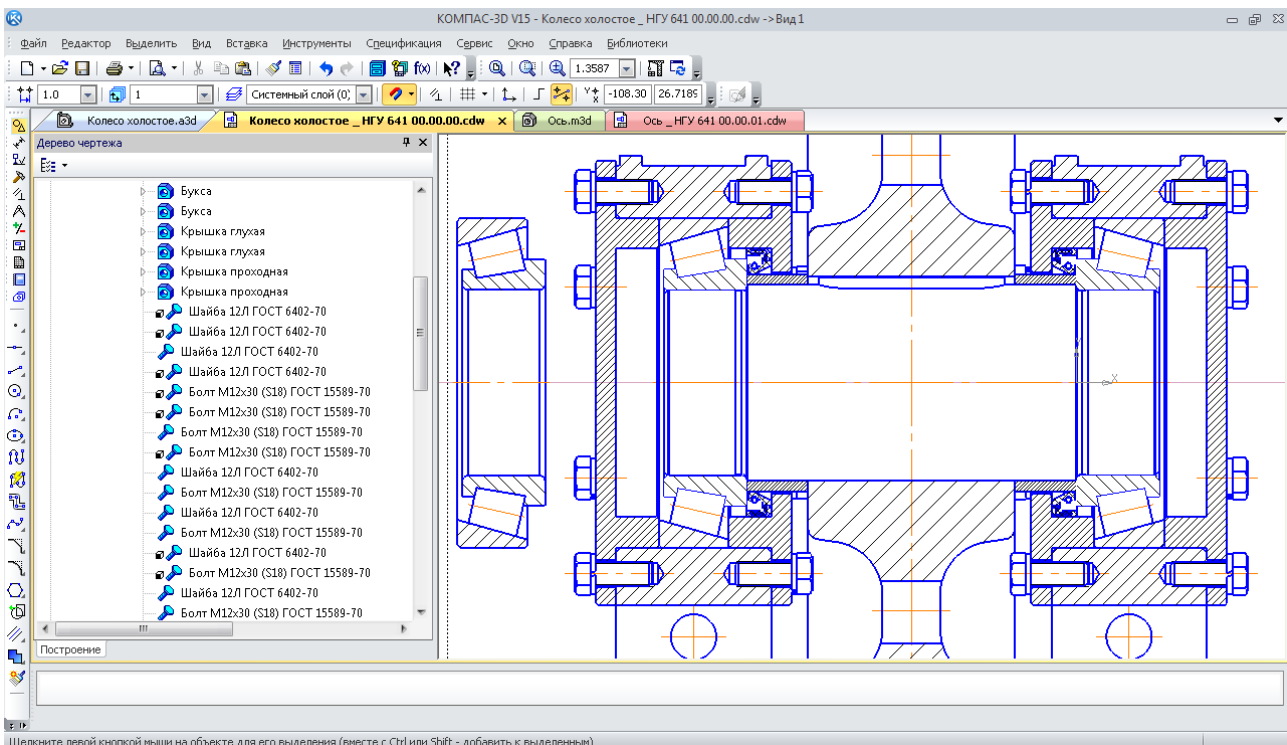 КОМПАС-3D V15 - Колесо холостое _ НГУ 641 00.00.00.cdw ->Вид 1
Файл Редактор Выделить Вид Вставка Инструменты Спецификация Сервис Окно Справка Библиотеки
f(x) 1.3587
1.0 1 Системный слой (0) -108.30 26.7189
Колесо холостое.a3d Колесо холостое _ НГУ 641 00.00.00.cdw Ось.m3d Ось _ НГУ 641 00.00.01.cdw
Дерево чертежа
Букса
Букса
Крышка глухая
Крышка глухая
Крышка проходная
Крышка проходная
Шайба 12Л ГОСТ 6402-70
Шайба 12Л ГОСТ 6402-70
Шайба 12Л ГОСТ 6402-70
Шайба 12Л ГОСТ 6402-70
Болт М12х30 (S18) ГОСТ 15589-70
Болт М12х30 (S18) ГОСТ 15589-70
Болт М12х30 (S18) ГОСТ 15589-70
Болт М12х30 (S18) ГОСТ 15589-70
Шайба 12Л ГОСТ 6402-70
Болт М12х30 (S18) ГОСТ 15589-70
Шайба 12Л ГОСТ 6402-70
Болт М12х30 (S18) ГОСТ 15589-70
Шайба 12Л ГОСТ 6402-70
Болт М12х30 (S18) ГОСТ 15589-70
Шайба 12Л ГОСТ 6402-70
Болт М12х30 (S18) ГОСТ 15589-70
Построение
Y
X
Щелкните левой кнопкой мыши на объекте для его выделения (вместе с Ctrl или Shift - добавить к выделенным)